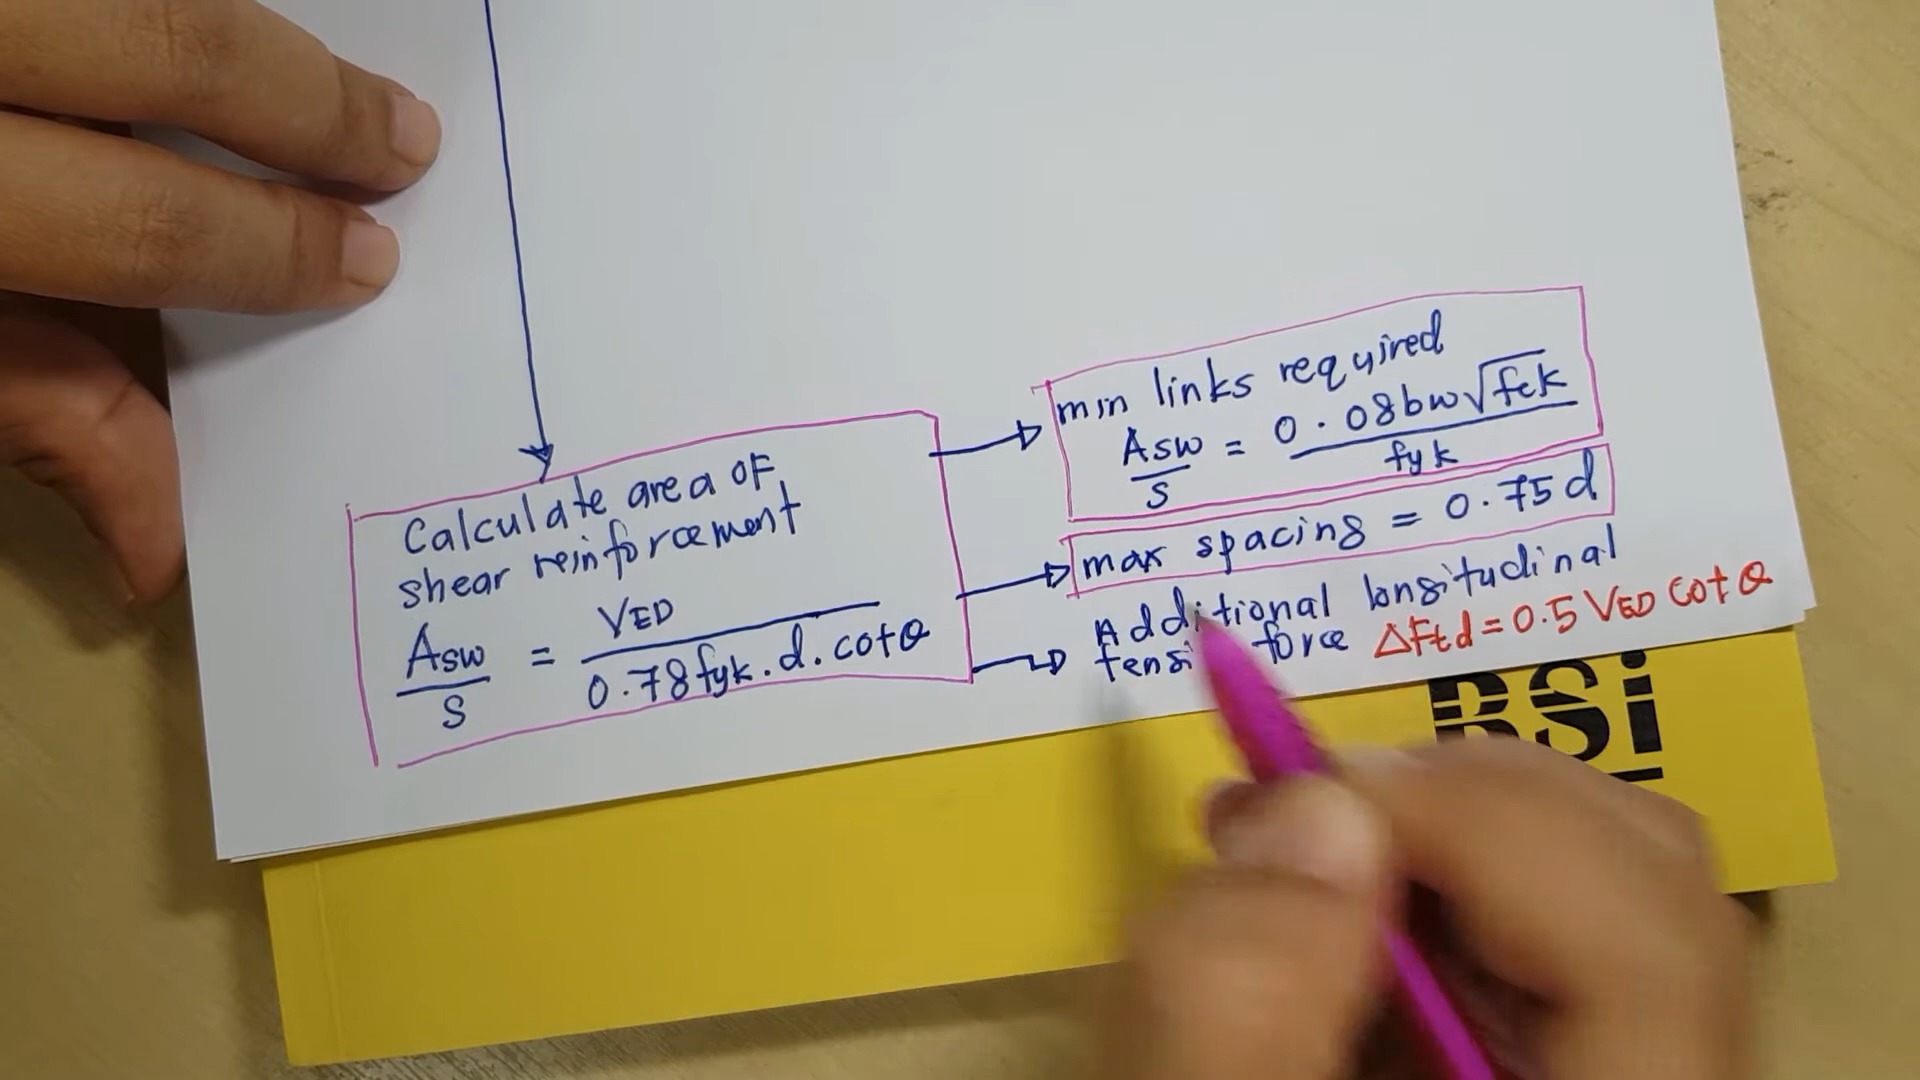 Calculate area of
shear reinforcement
Asw/s = VED / 0.78fyk.d.cotθ
min links required
Asw/s = 0.08bw√fck / fyk
max spacing = 0.75d
Additional longitudinal
force ΔFtd = 0.5 VED cotθ
BSi